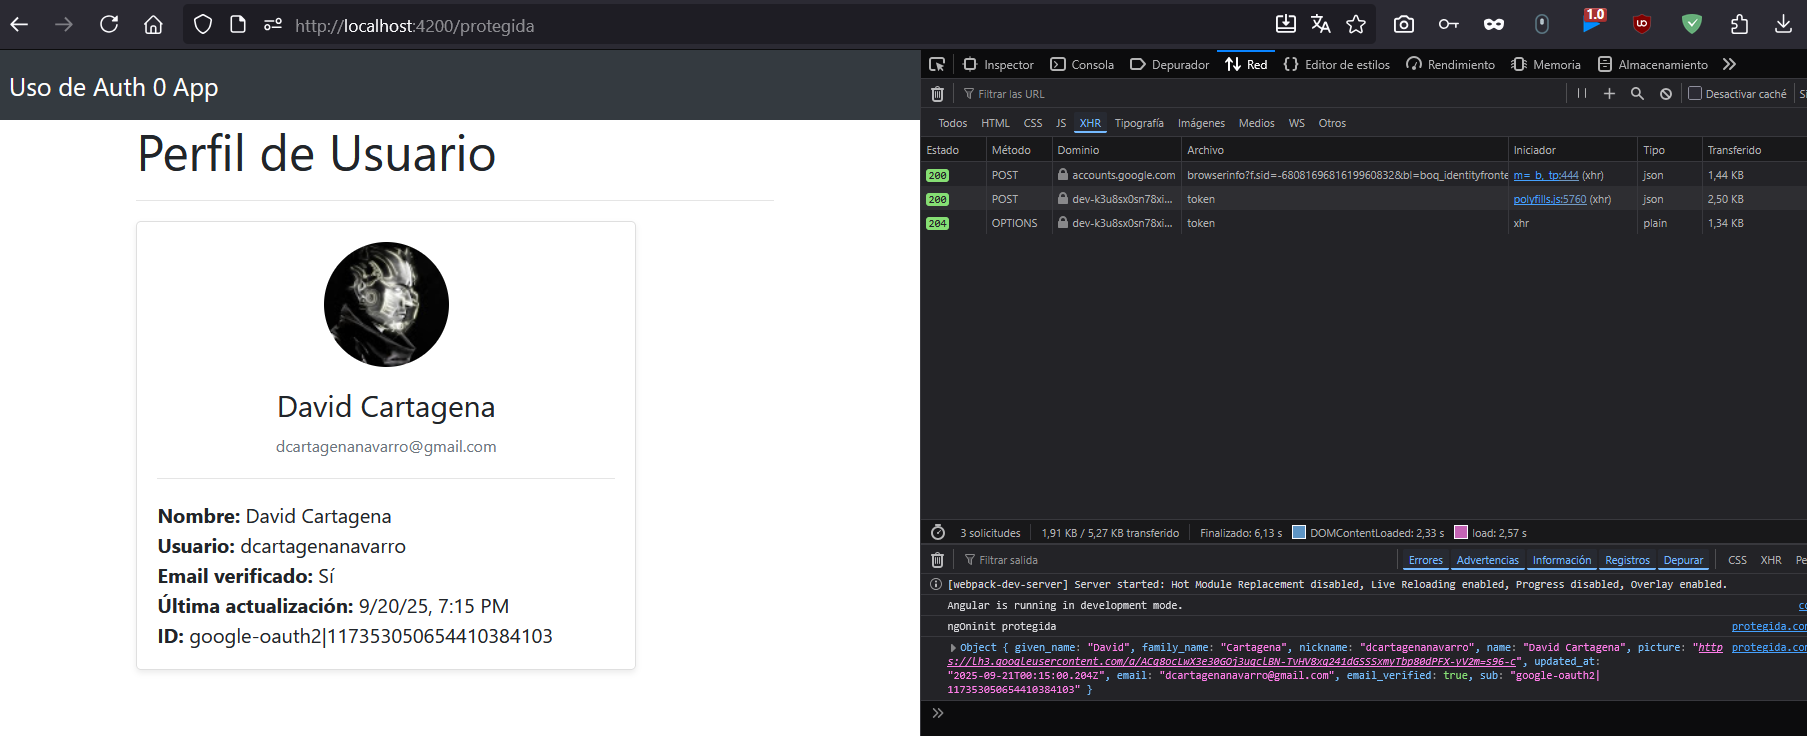 http://localhost:4200/protegida
1.0
Uso de Auth 0 App
Perfil de Usuario
David Cartagena
dcartagenanavarro@gmail.com
Nombre: David Cartagena
Usuario: dcartagenanavarro
Email verificado: Sí
Última actualización: 9/20/25, 7:15 PM
ID: google-oauth2|117353050654410384103
Inspector Consola Depurador Red Editor de estilos Rendimiento Memoria Almacenamiento
Filtrar las URL Desactivar caché
Todos HTML CSS JS XHR Tipografía Imágenes Medios WS Otros
Estado Método Dominio Archivo Iniciador Tipo Transferido
200 POST accounts.google.com browserinfo?f.sid=-6808169681619960832&bl=boq_identityfronte m=_b,_tp:444 (xhr) json 1,44 KB
200 POST dev-k3u8sx0sn78xi... token polyfills.js:5760 (xhr) json 2,50 KB
204 OPTIONS dev-k3u8sx0sn78xi... token xhr plain 1,34 KB
3 solicitudes 1,91 KB / 5,27 KB transferido Finalizado: 6,13 s DOMContentLoaded: 2,33 s load: 2,57 s
Filtrar salida Errores Advertencias Información Registros Depurar CSS XHR Pe
[webpack-dev-server] Server started: Hot Module Replacement disabled, Live Reloading enabled, Progress disabled, Overlay enabled.
Angular is running in development mode. co
ngOninit protegida protegida.com
Object { given_name: "David", family_name: "Cartagena", nickname: "dcartagenanavarro", name: "David Cartagena", picture: "http protegida.com
updated_at:
"2025-09-21T00:15:00.204Z", email: "dcartagenanavarro@gmail.com", email_verified: true, sub: "google-oauth2|
117353050654410384103" }